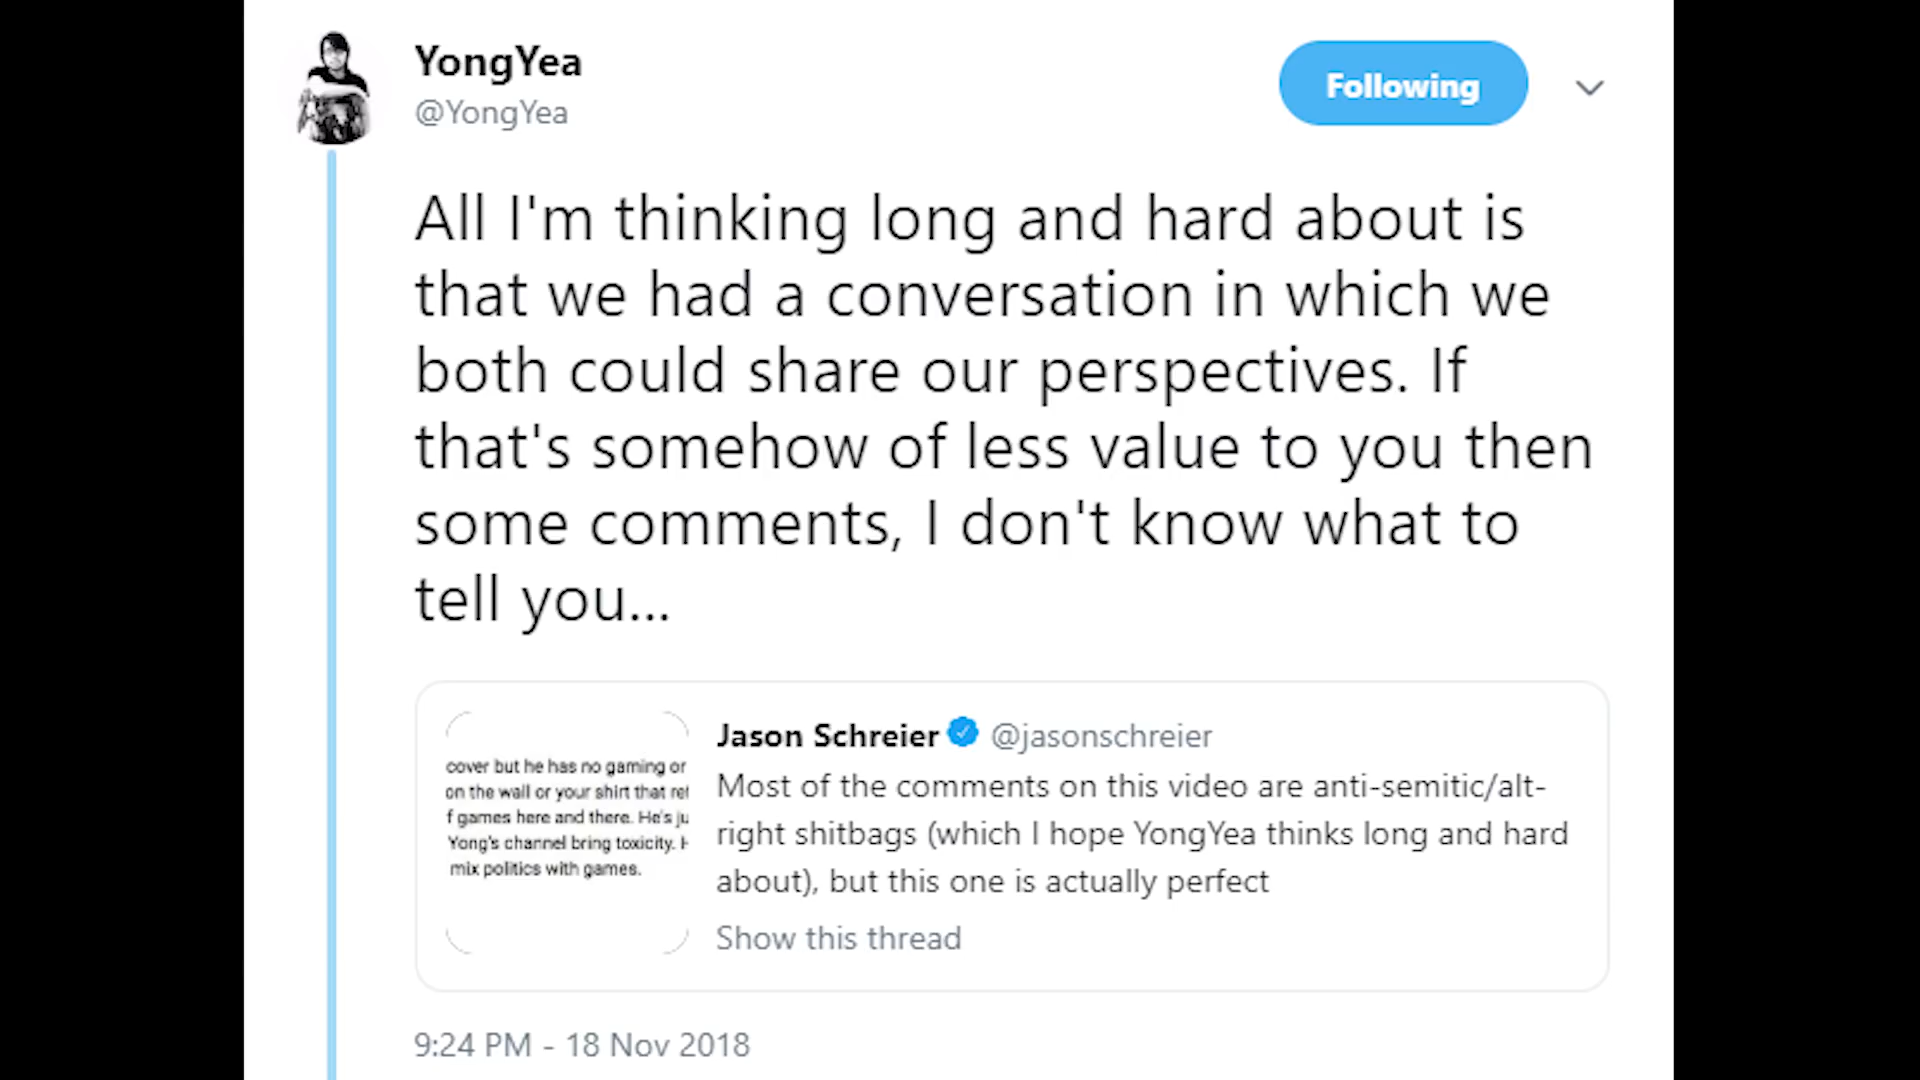 YongYea
@YongYea
Following
All I'm thinking long and hard about is
that we had a conversation in which we
both could share our perspectives. If
that's somehow of less value to you then
some comments, I don't know what to
tell you...
cover but he has no gaming or
on the wall or your shirt that ref
f games here and there. He's ju
Yong's channel bring toxicity. H
mix politics with games.
Jason Schreier @jasonschreier
Most of the comments on this video are anti-semitic/alt-
right shitbags (which I hope YongYea thinks long and hard
about), but this one is actually perfect
Show this thread
9:24 PM - 18 Nov 2018